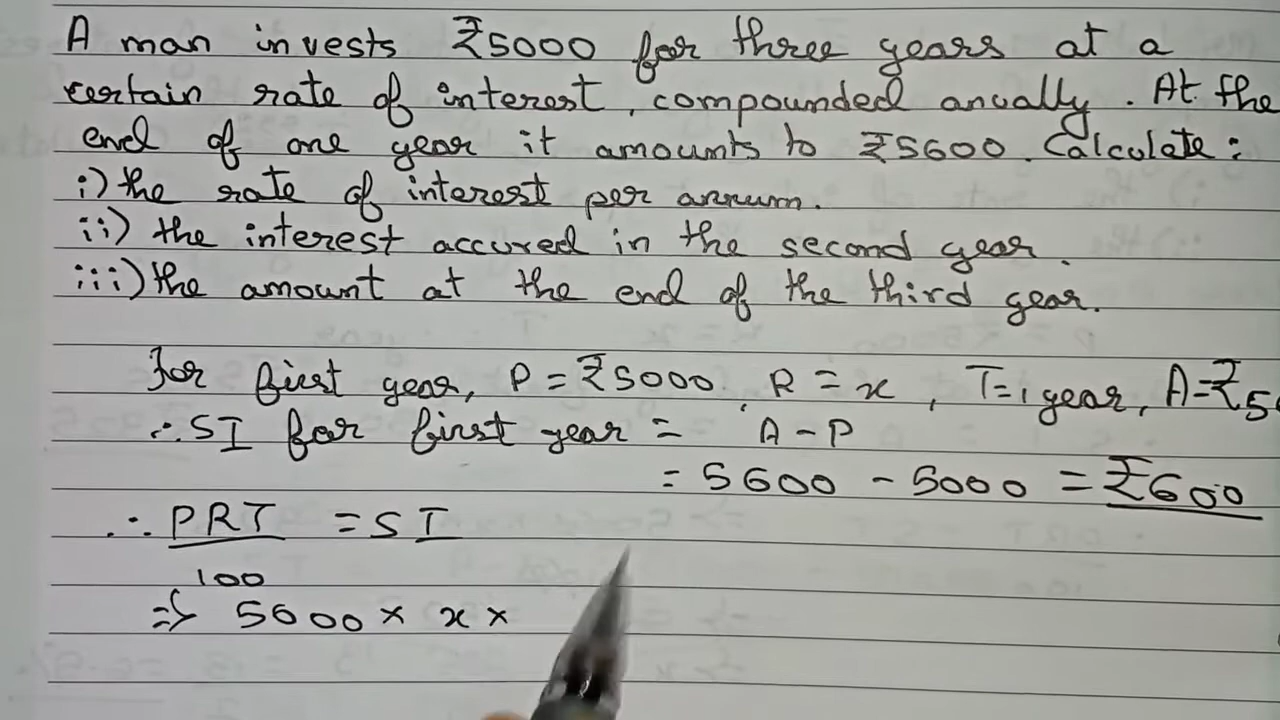 A man invests ₹5000 for three years at a
certain rate of interest, compounded anually. At the
end of one year it amounts to ₹5600. Calculate:
i) the rate of interest per annum.
ii) the interest accured in the second year.
iii) the amount at the end of the third year.
For first year, P = ₹5000, R = x, T=1 year, A=₹5
∴ SI for first year = A - P
= 5600 - 5000 = ₹600
∴ PRT = SI
100
=> 5000 × x ×